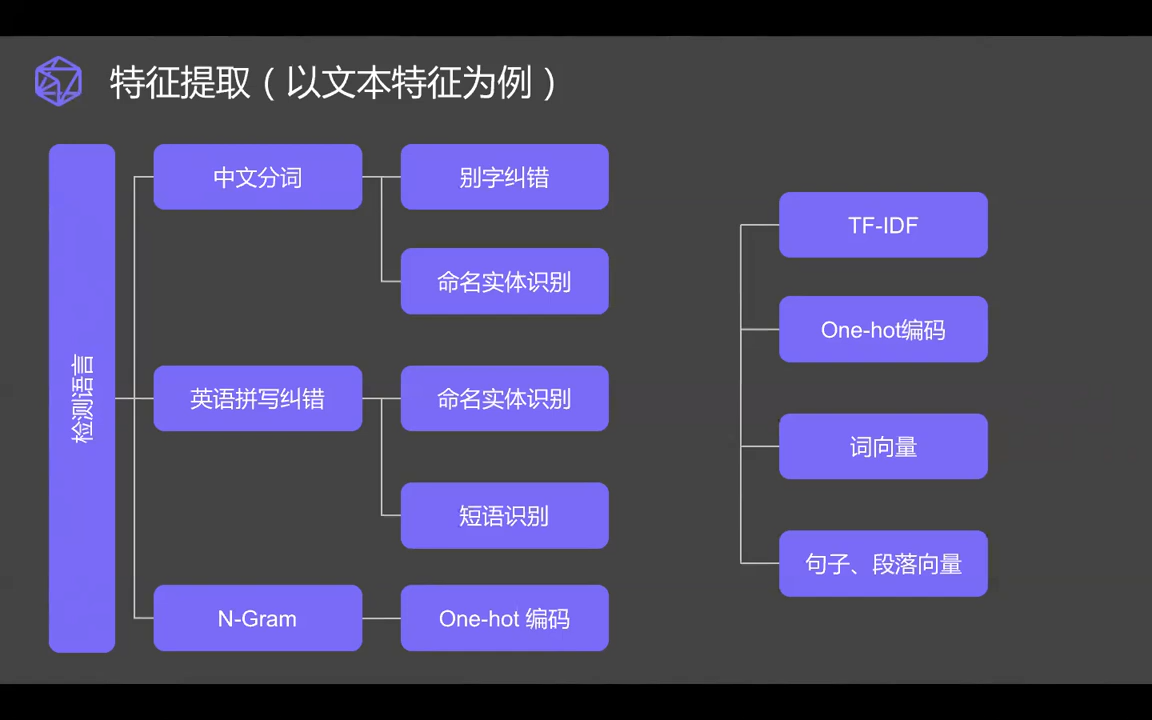 特征提取（以文本特征为例）
检测语言
中文分词
别字纠错
命名实体识别
英语拼写纠错
命名实体识别
短语识别
N-Gram
One-hot 编码
TF-IDF
One-hot编码
词向量
句子、段落向量